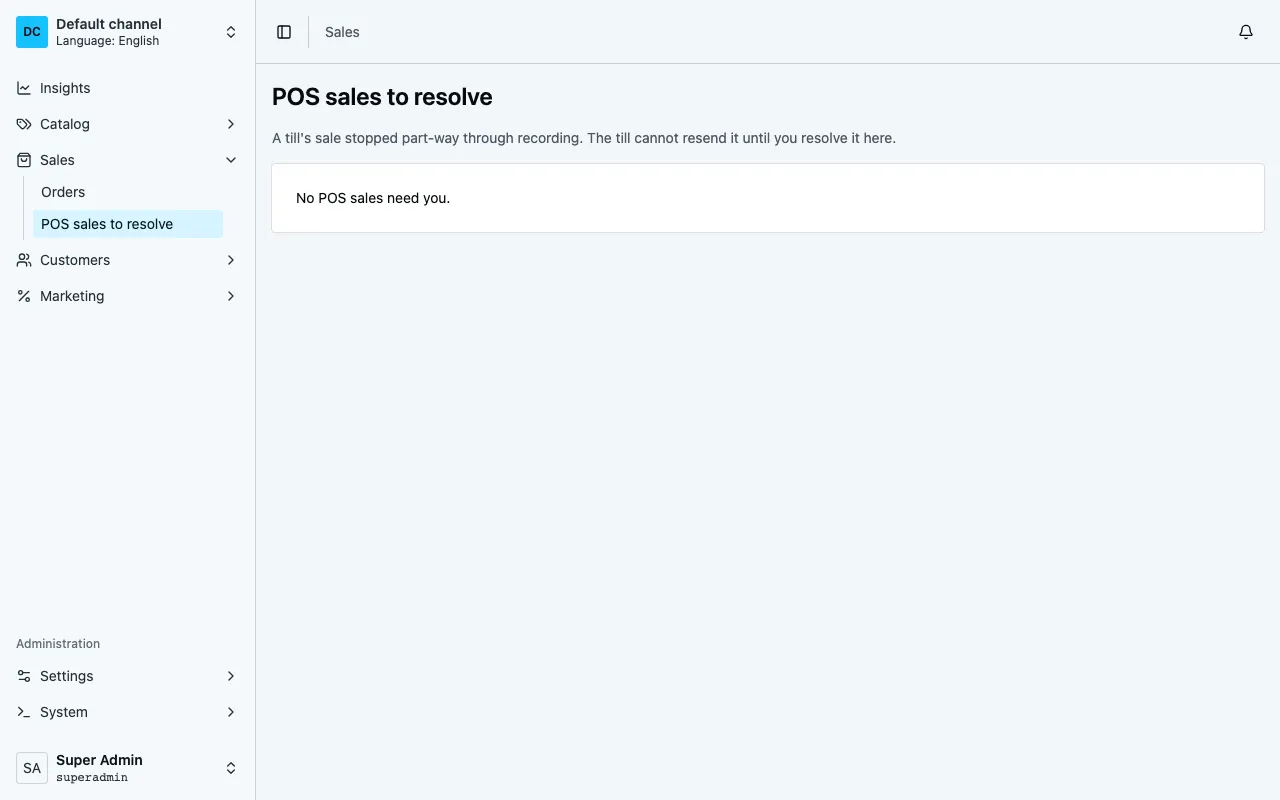 DC
Default channel
Language: English
Insights
Catalog
Sales
Orders
POS sales to resolve
Customers
Marketing
Administration
Settings
System
SA
Super Admin
superadmin
Sales
POS sales to resolve
A till's sale stopped part-way through recording. The till cannot resend it until you resolve it here.
No POS sales need you.